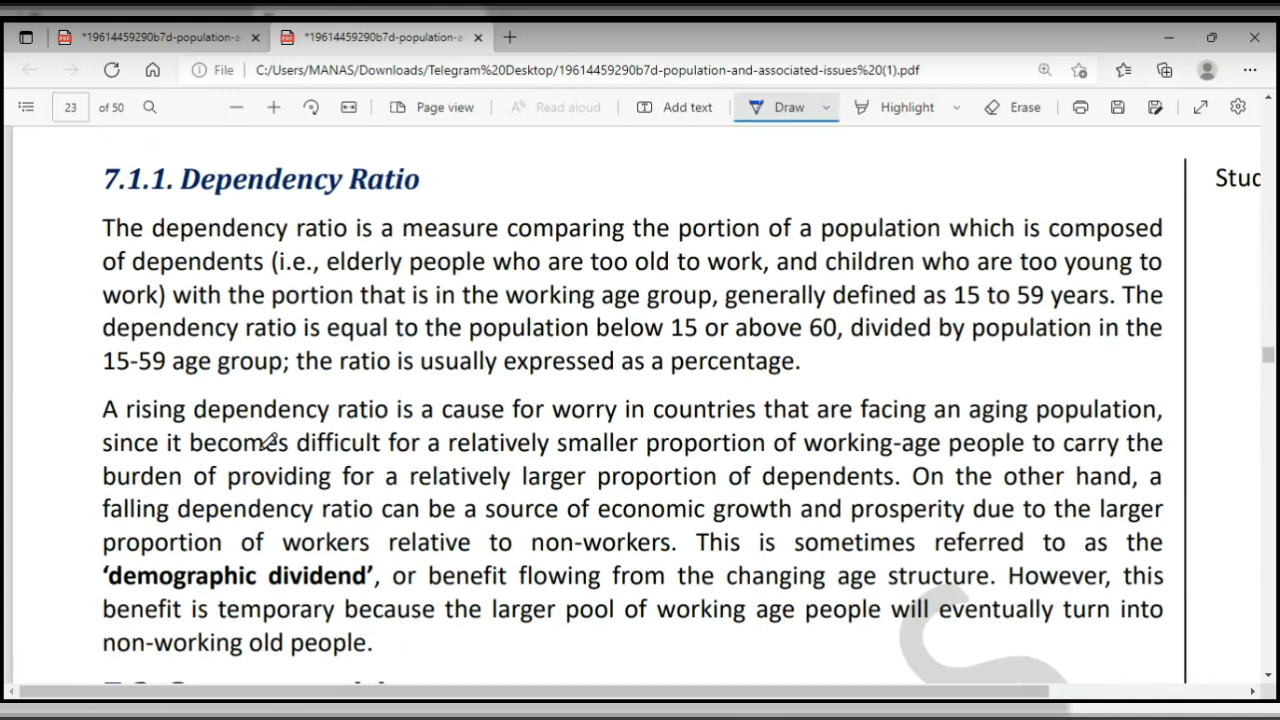 *19614459290b7d-population-a
*19614459290b7d-population-a
File
C:/Users/MANAS/Downloads/Telegram%20Desktop/19614459290b7d-population-and-associated-issues%20(1).pdf
23 of 50 Page view Read aloud Add text Draw Highlight Erase
7.1.1. Dependency Ratio
Stud
The dependency ratio is a measure comparing the portion of a population which is composed
of dependents (i.e., elderly people who are too old to work, and children who are too young to
work) with the portion that is in the working age group, generally defined as 15 to 59 years. The
dependency ratio is equal to the population below 15 or above 60, divided by population in the
15-59 age group; the ratio is usually expressed as a percentage.
A rising dependency ratio is a cause for worry in countries that are facing an aging population,
since it becomes difficult for a relatively smaller proportion of working-age people to carry the
burden of providing for a relatively larger proportion of dependents. On the other hand, a
falling dependency ratio can be a source of economic growth and prosperity due to the larger
proportion of workers relative to non-workers. This is sometimes referred to as the
‘demographic dividend’, or benefit flowing from the changing age structure. However, this
benefit is temporary because the larger pool of working age people will eventually turn into
non-working old people.